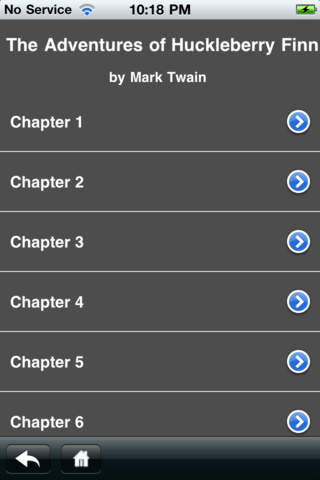 No Service 10:18 PM
The Adventures of Huckleberry Finn
by Mark Twain
Chapter 1
Chapter 2
Chapter 3
Chapter 4
Chapter 5
Chapter 6